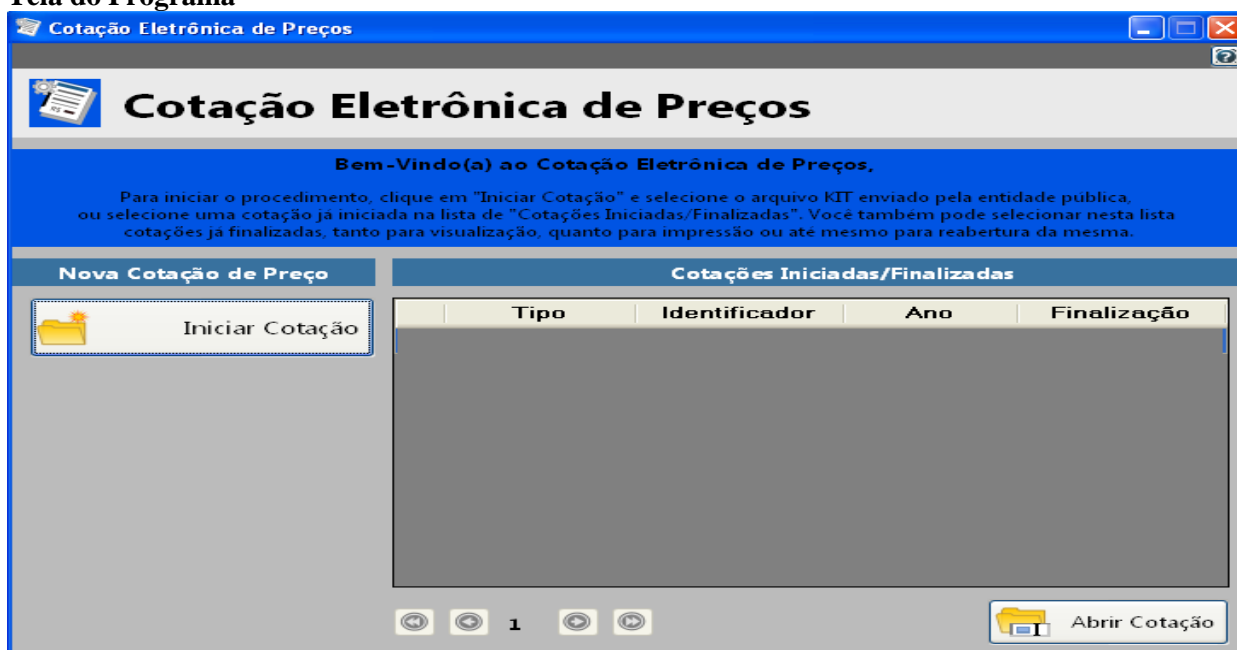 Tela do Programa
Cotação Eletrônica de Preços
Cotação Eletrônica de Preços
Bem-Vindo(a) ao Cotação Eletrônica de Preços,
Para iniciar o procedimento, clique em "Iniciar Cotação" e selecione o arquivo KIT enviado pela entidade pública,
ou selecione uma cotação já iniciada na lista de "Cotações Iniciadas/Finalizadas". Você também pode selecionar nesta lista
cotações já finalizadas, tanto para visualização, quanto para impressão ou até mesmo para reabertura da mesma.
Nova Cotação de Preço
Cotações Iniciadas/Finalizadas
Iniciar Cotação
Tipo Identificador Ano Finalização
1
Abrir Cotação